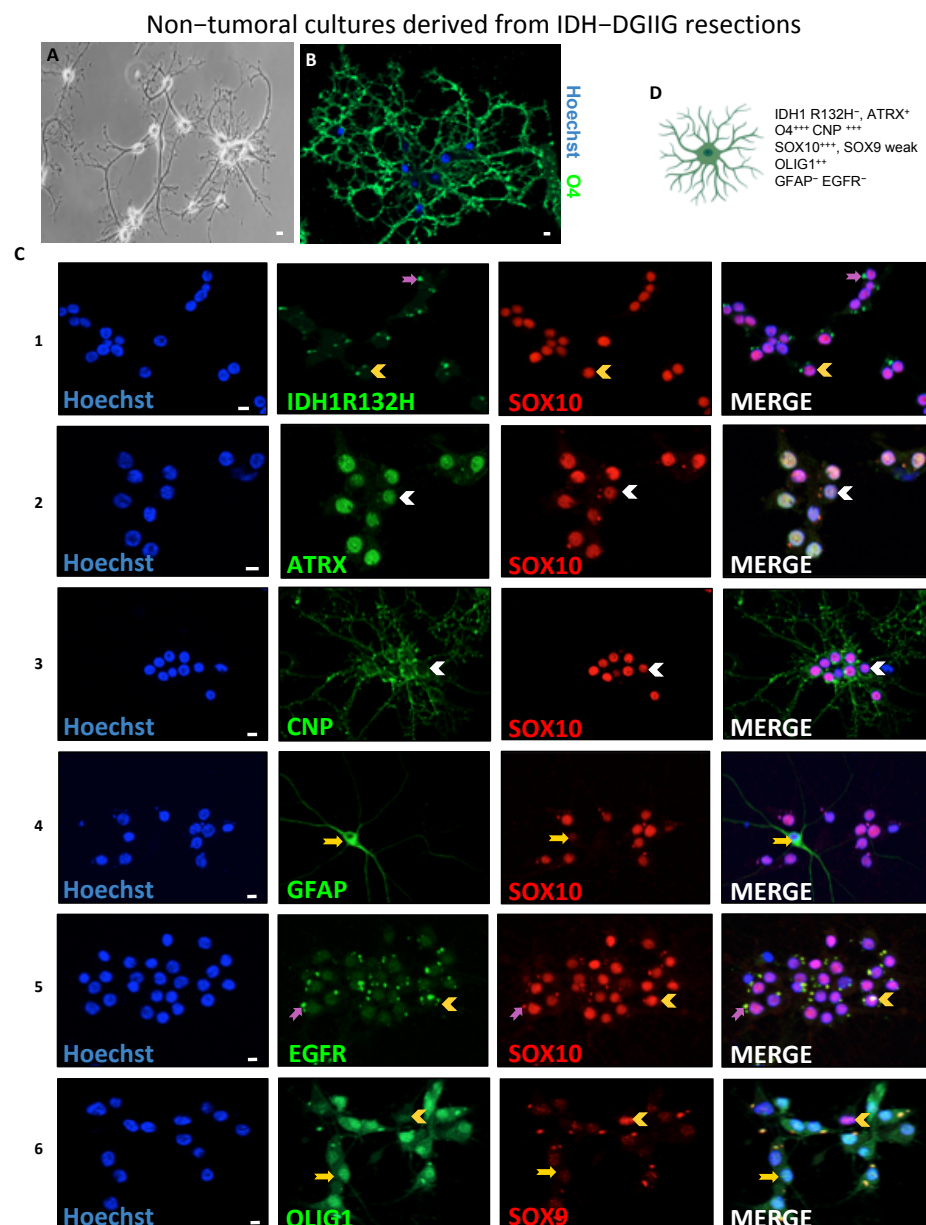 Non−tumoral cultures derived from IDH−DGIIG resections
A
B
Hoechst O4
D
IDH1 R132H⁻, ATRX⁺
O4⁺⁺⁺ CNP ⁺⁺⁺
SOX10⁺⁺⁺, SOX9 weak
OLIG1⁺⁺
GFAP⁻ EGFR⁻
C
1
Hoechst
IDH1R132H
SOX10
MERGE
2
Hoechst
ATRX
SOX10
MERGE
3
Hoechst
CNP
SOX10
MERGE
4
Hoechst
GFAP
SOX10
MERGE
5
Hoechst
EGFR
SOX10
MERGE
6
Hoechst
OLIG1
SOX9
MERGE